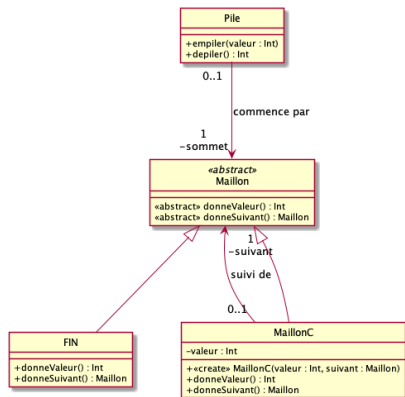 Pile
+empiler(valeur : Int)
+depiler() : Int
0..1
commence par
1
-sommet
«abstract»
Maillon
«abstract» donneValeur() : Int
«abstract» donneSuivant() : Maillon
1
-suivant
suivi de
0..1
FIN
+donneValeur() : Int
+donneSuivant() : Maillon
MaillonC
-valeur : Int
+«create» MaillonC(valeur : Int, suivant : Maillon)
+donneValeur() : Int
+donneSuivant() : Maillon